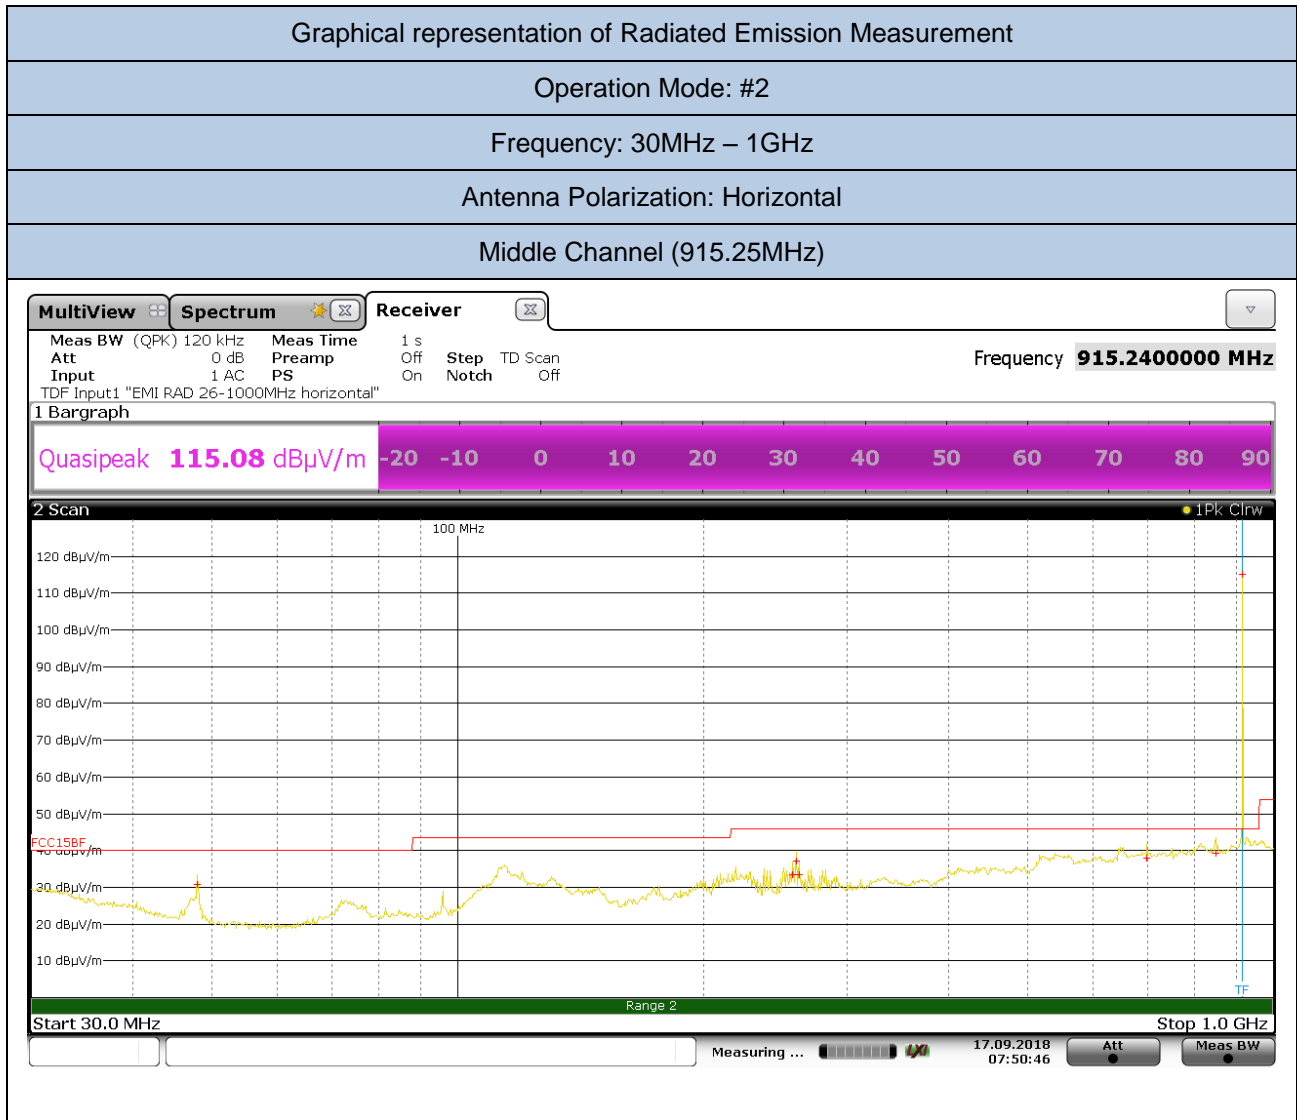 Graphical representation of Radiated Emission Measurement
Operation Mode: #2
Frequency: 30MHz – 1GHz
Antenna Polarization: Horizontal
Middle Channel (915.25MHz)
MultiView Spectrum Receiver
Meas BW (QPK) 120 kHz Meas Time 1 s
Att 0 dB Preamp Off Step TD Scan
Input 1 AC PS On Notch Off
TDF Input1 "EMI RAD 26-1000MHz horizontal"
Frequency 915.2400000 MHz
1 Bargraph
Quasipeak 115.08 dBµV/m -20 -10 0 10 20 30 40 50 60 70 80 90
2 Scan 1Pk Clrw
100 MHz
120 dBµV/m
110 dBµV/m
100 dBµV/m
90 dBµV/m
80 dBµV/m
70 dBµV/m
60 dBµV/m
50 dBµV/m
FCC15BF
40 dBµV/m
30 dBµV/m
20 dBµV/m
10 dBµV/m
TF
Range 2
Start 30.0 MHz Stop 1.0 GHz
Measuring ... LXI 17.09.2018 07:50:46 Att Meas BW